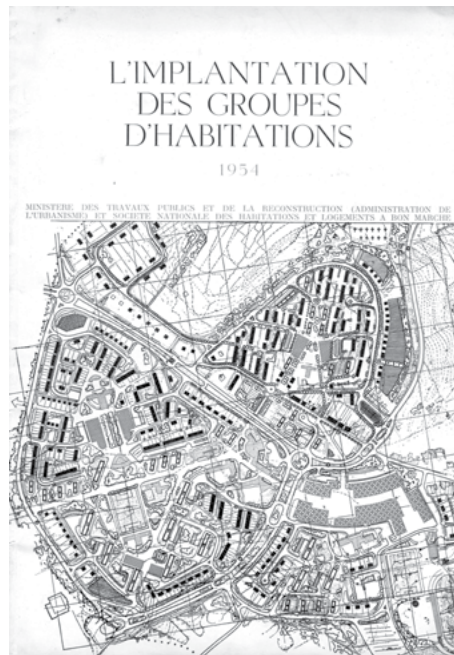 L'IMPLANTATION
DES GROUPES
D'HABITATIONS
1954
MINISTERE DES TRAVAUX PUBLICS ET DE LA RECONSTRUCTION (ADMINISTRATION DE
L'URBANISME) ET SOCIETE NATIONALE DES HABITATIONS ET LOGEMENTS A BON MARCHE